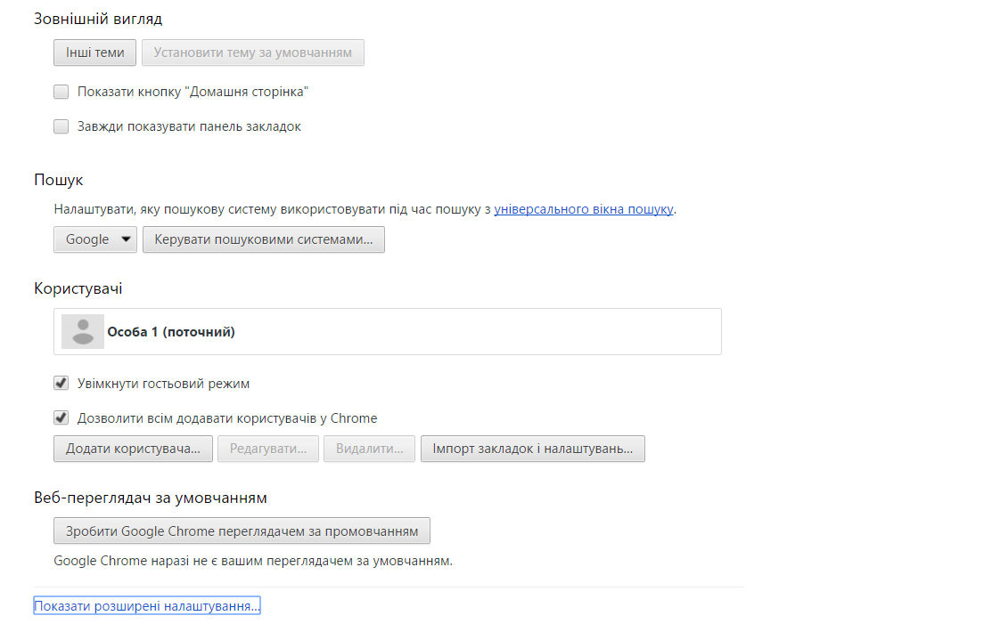 Зовнішній вигляд
Інші теми Установити тему за умовчанням
Показати кнопку "Домашня сторінка"
Завжди показувати панель закладок
Пошук
Налаштувати, яку пошукову систему використовувати під час пошуку з універсального вікна пошуку.
Google Керувати пошуковими системами...
Користувачі
Особа 1 (поточний)
Увімкнути гостьовий режим
Дозволити всім додавати користувачів у Chrome
Додати користувача... Редагувати... Видалити... Імпорт закладок і налаштувань...
Веб-переглядач за умовчанням
Зробити Google Chrome переглядачем за промовчанням
Google Chrome наразі не є вашим переглядачем за умовчанням.
Показати розширені налаштування...